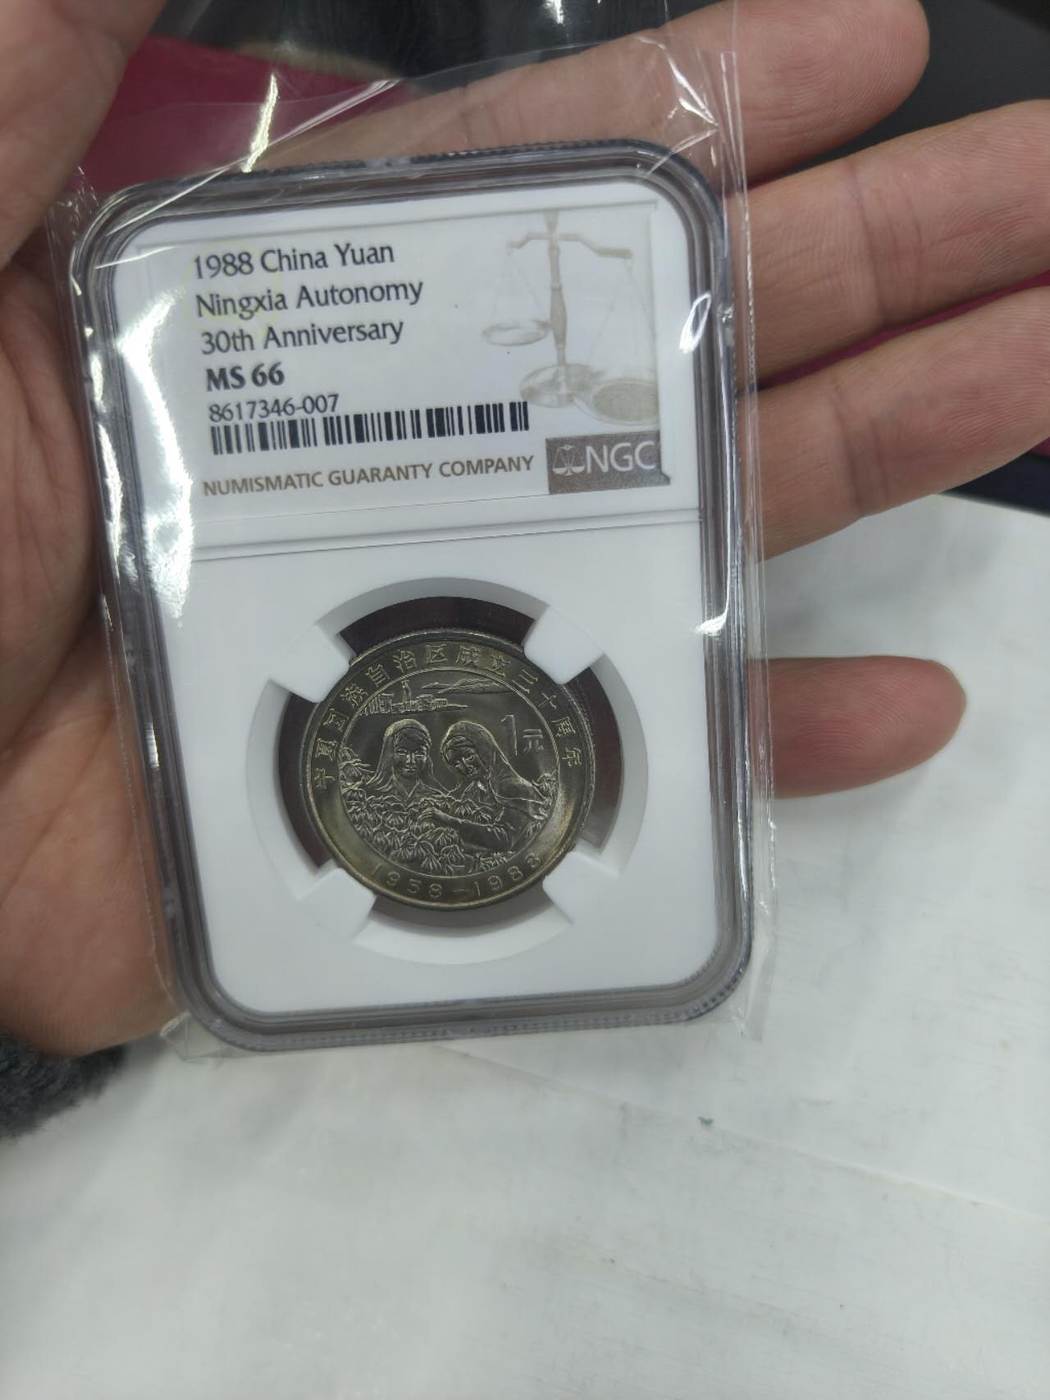 1988 China Yuan
Ningxia Autonomy
30th Anniversary
MS 66
8617346-007
NUMISMATIC GUARANTY COMPANY
NGC
宁夏回族自治区成立三十周年
1元
1958-1988